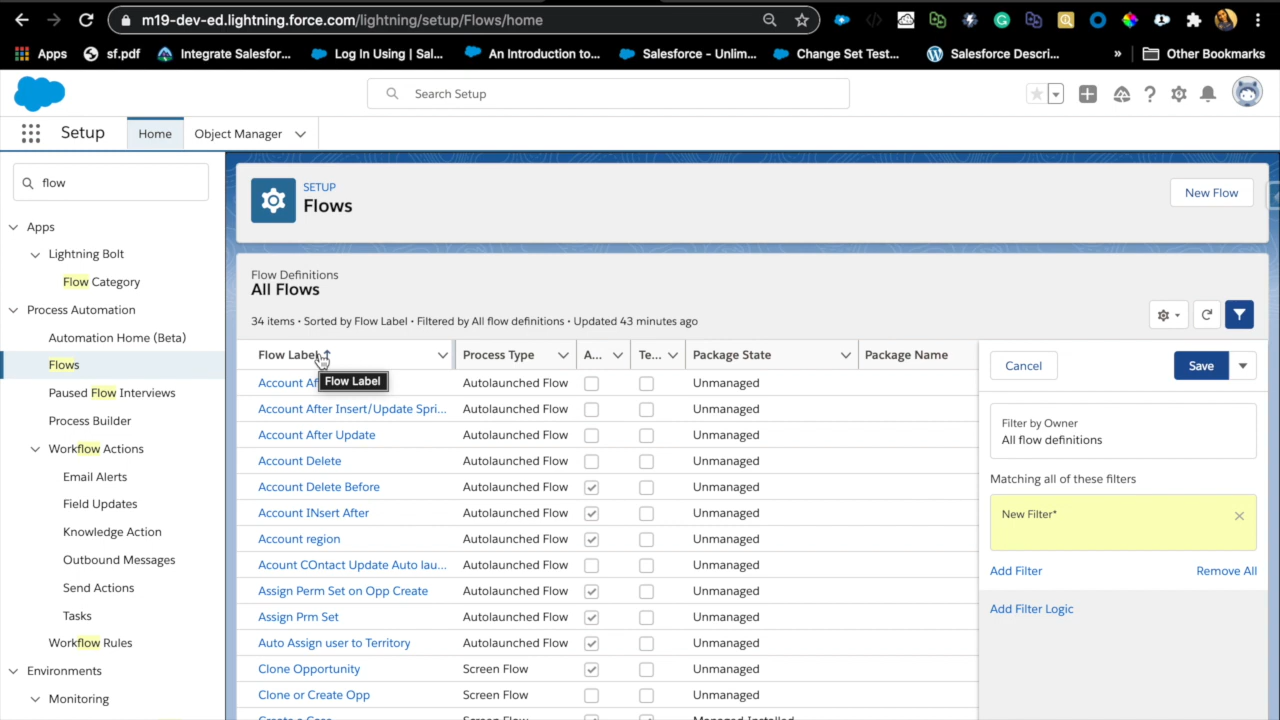 m19-dev-ed.lightning.force.com/lightning/setup/Flows/home
Apps sf.pdf Integrate Salesfor... Log In Using | Sal... An Introduction to... Salesforce - Unlim... Change Set Test... Salesforce Descri... » Other Bookmarks
Search Setup
Setup Home Object Manager
flow
Apps
Lightning Bolt
Flow Category
Process Automation
Automation Home (Beta)
Flows
Paused Flow Interviews
Process Builder
Workflow Actions
Email Alerts
Field Updates
Knowledge Action
Outbound Messages
Send Actions
Tasks
Workflow Rules
Environments
Monitoring
SETUP
Flows
New Flow
Flow Definitions
All Flows
34 items • Sorted by Flow Label • Filtered by All flow definitions • Updated 43 minutes ago
Flow Label Process Type A... Te... Package State Package Name
Flow Label
Account Af Autolaunched Flow Unmanaged
Account After Insert/Update Spri... Autolaunched Flow Unmanaged
Account After Update Autolaunched Flow Unmanaged
Account Delete Autolaunched Flow Unmanaged
Account Delete Before Autolaunched Flow Unmanaged
Account INsert After Autolaunched Flow Unmanaged
Account region Autolaunched Flow Unmanaged
Acount COntact Update Auto lau... Autolaunched Flow Unmanaged
Assign Perm Set on Opp Create Autolaunched Flow Unmanaged
Assign Prm Set Autolaunched Flow Unmanaged
Auto Assign user to Territory Autolaunched Flow Unmanaged
Clone Opportunity Screen Flow Unmanaged
Clone or Create Opp Screen Flow Unmanaged
Create a Case Screen Flow Managed Installed
Cancel Save
Filter by Owner
All flow definitions
Matching all of these filters
New Filter*
Add Filter Remove All
Add Filter Logic